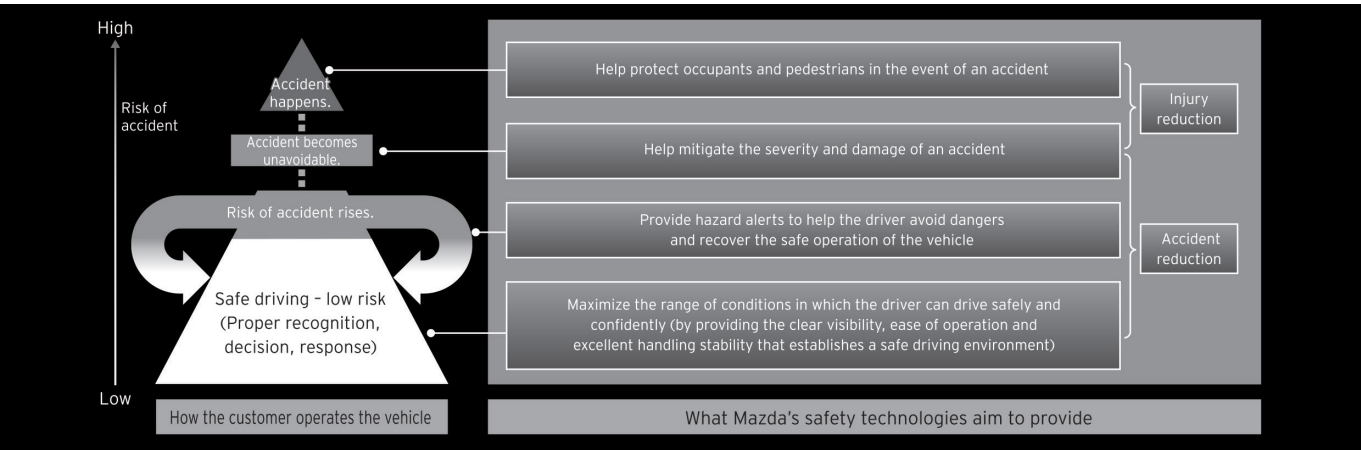 High
Risk of
accident
Low
Accident
happens.
Accident becomes
unavoidable.
Risk of accident rises.
Safe driving – low risk
(Proper recognition,
decision, response)
How the customer operates the vehicle
Help protect occupants and pedestrians in the event of an accident
Help mitigate the severity and damage of an accident
Provide hazard alerts to help the driver avoid dangers
and recover the safe operation of the vehicle
Maximize the range of conditions in which the driver can drive safely and
confidently (by providing the clear visibility, ease of operation and
excellent handling stability that establishes a safe driving environment)
Injury
reduction
Accident
reduction
What Mazda's safety technologies aim to provide